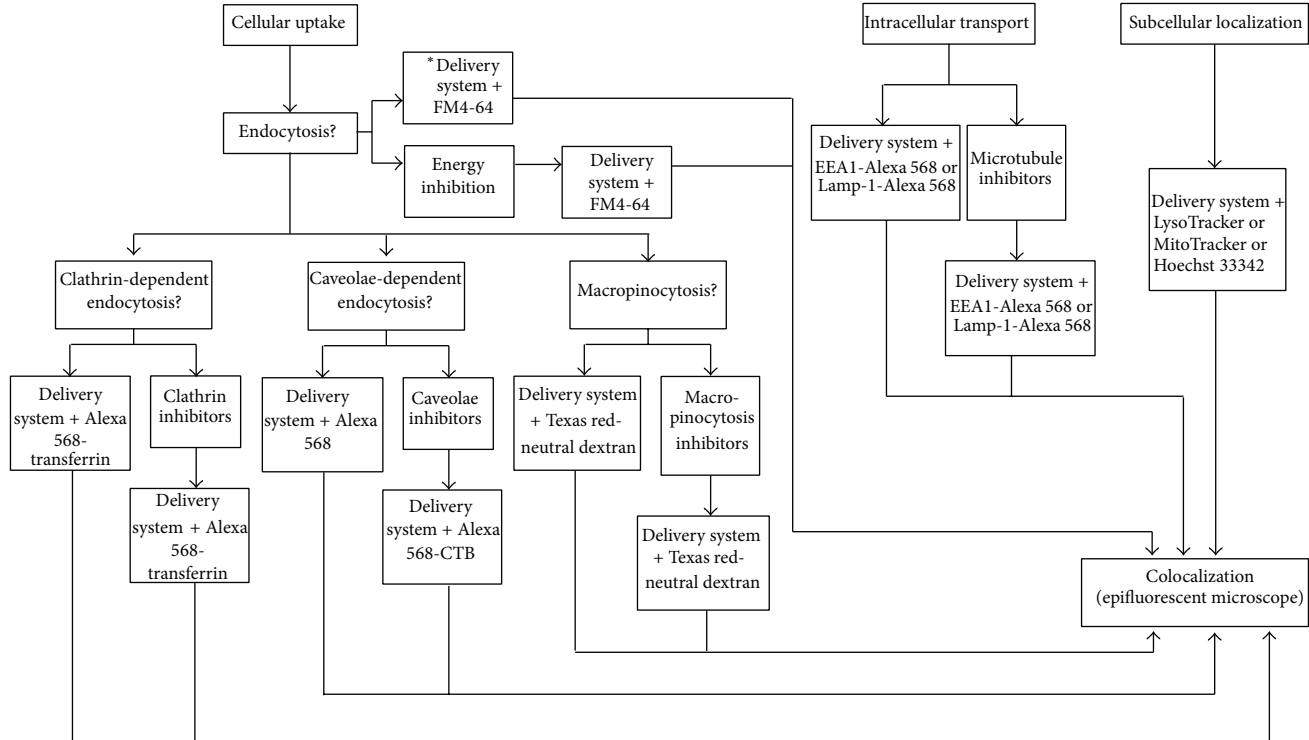 Cellular uptake
Intracellular transport
Subcellular localization
*Delivery
system +
FM4-64
Endocytosis?
Energy
inhibition
Delivery
system +
FM4-64
Delivery system +
EEA1-Alexa 568 or
Lamp-1-Alexa 568
Microtubule
inhibitors
Delivery system +
LysoTracker or
MitoTracker or
Hoechst 33342
Clathrin-dependent
endocytosis?
Caveolae-dependent
endocytosis?
Macropinocytosis?
Delivery system +
EEA1-Alexa 568 or
Lamp-1-Alexa 568
Delivery
system + Alexa
568-
transferrin
Clathrin
inhibitors
Delivery
system + Alexa
568
Caveolae
inhibitors
Delivery system
+ Texas red-
neutral dextran
Macro-
pinocytosis
inhibitors
Delivery
system + Alexa
568-
transferrin
Delivery
system + Alexa
568-CTB
Delivery system
+ Texas red-
neutral dextran
Colocalization
(epifluorescent microscope)